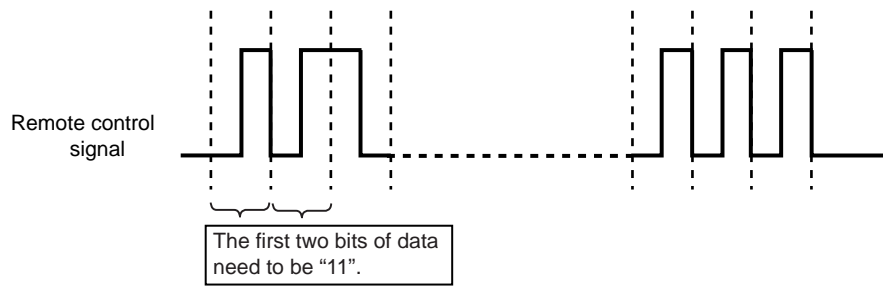 Remote control
signal
The first two bits of data
need to be “11”.